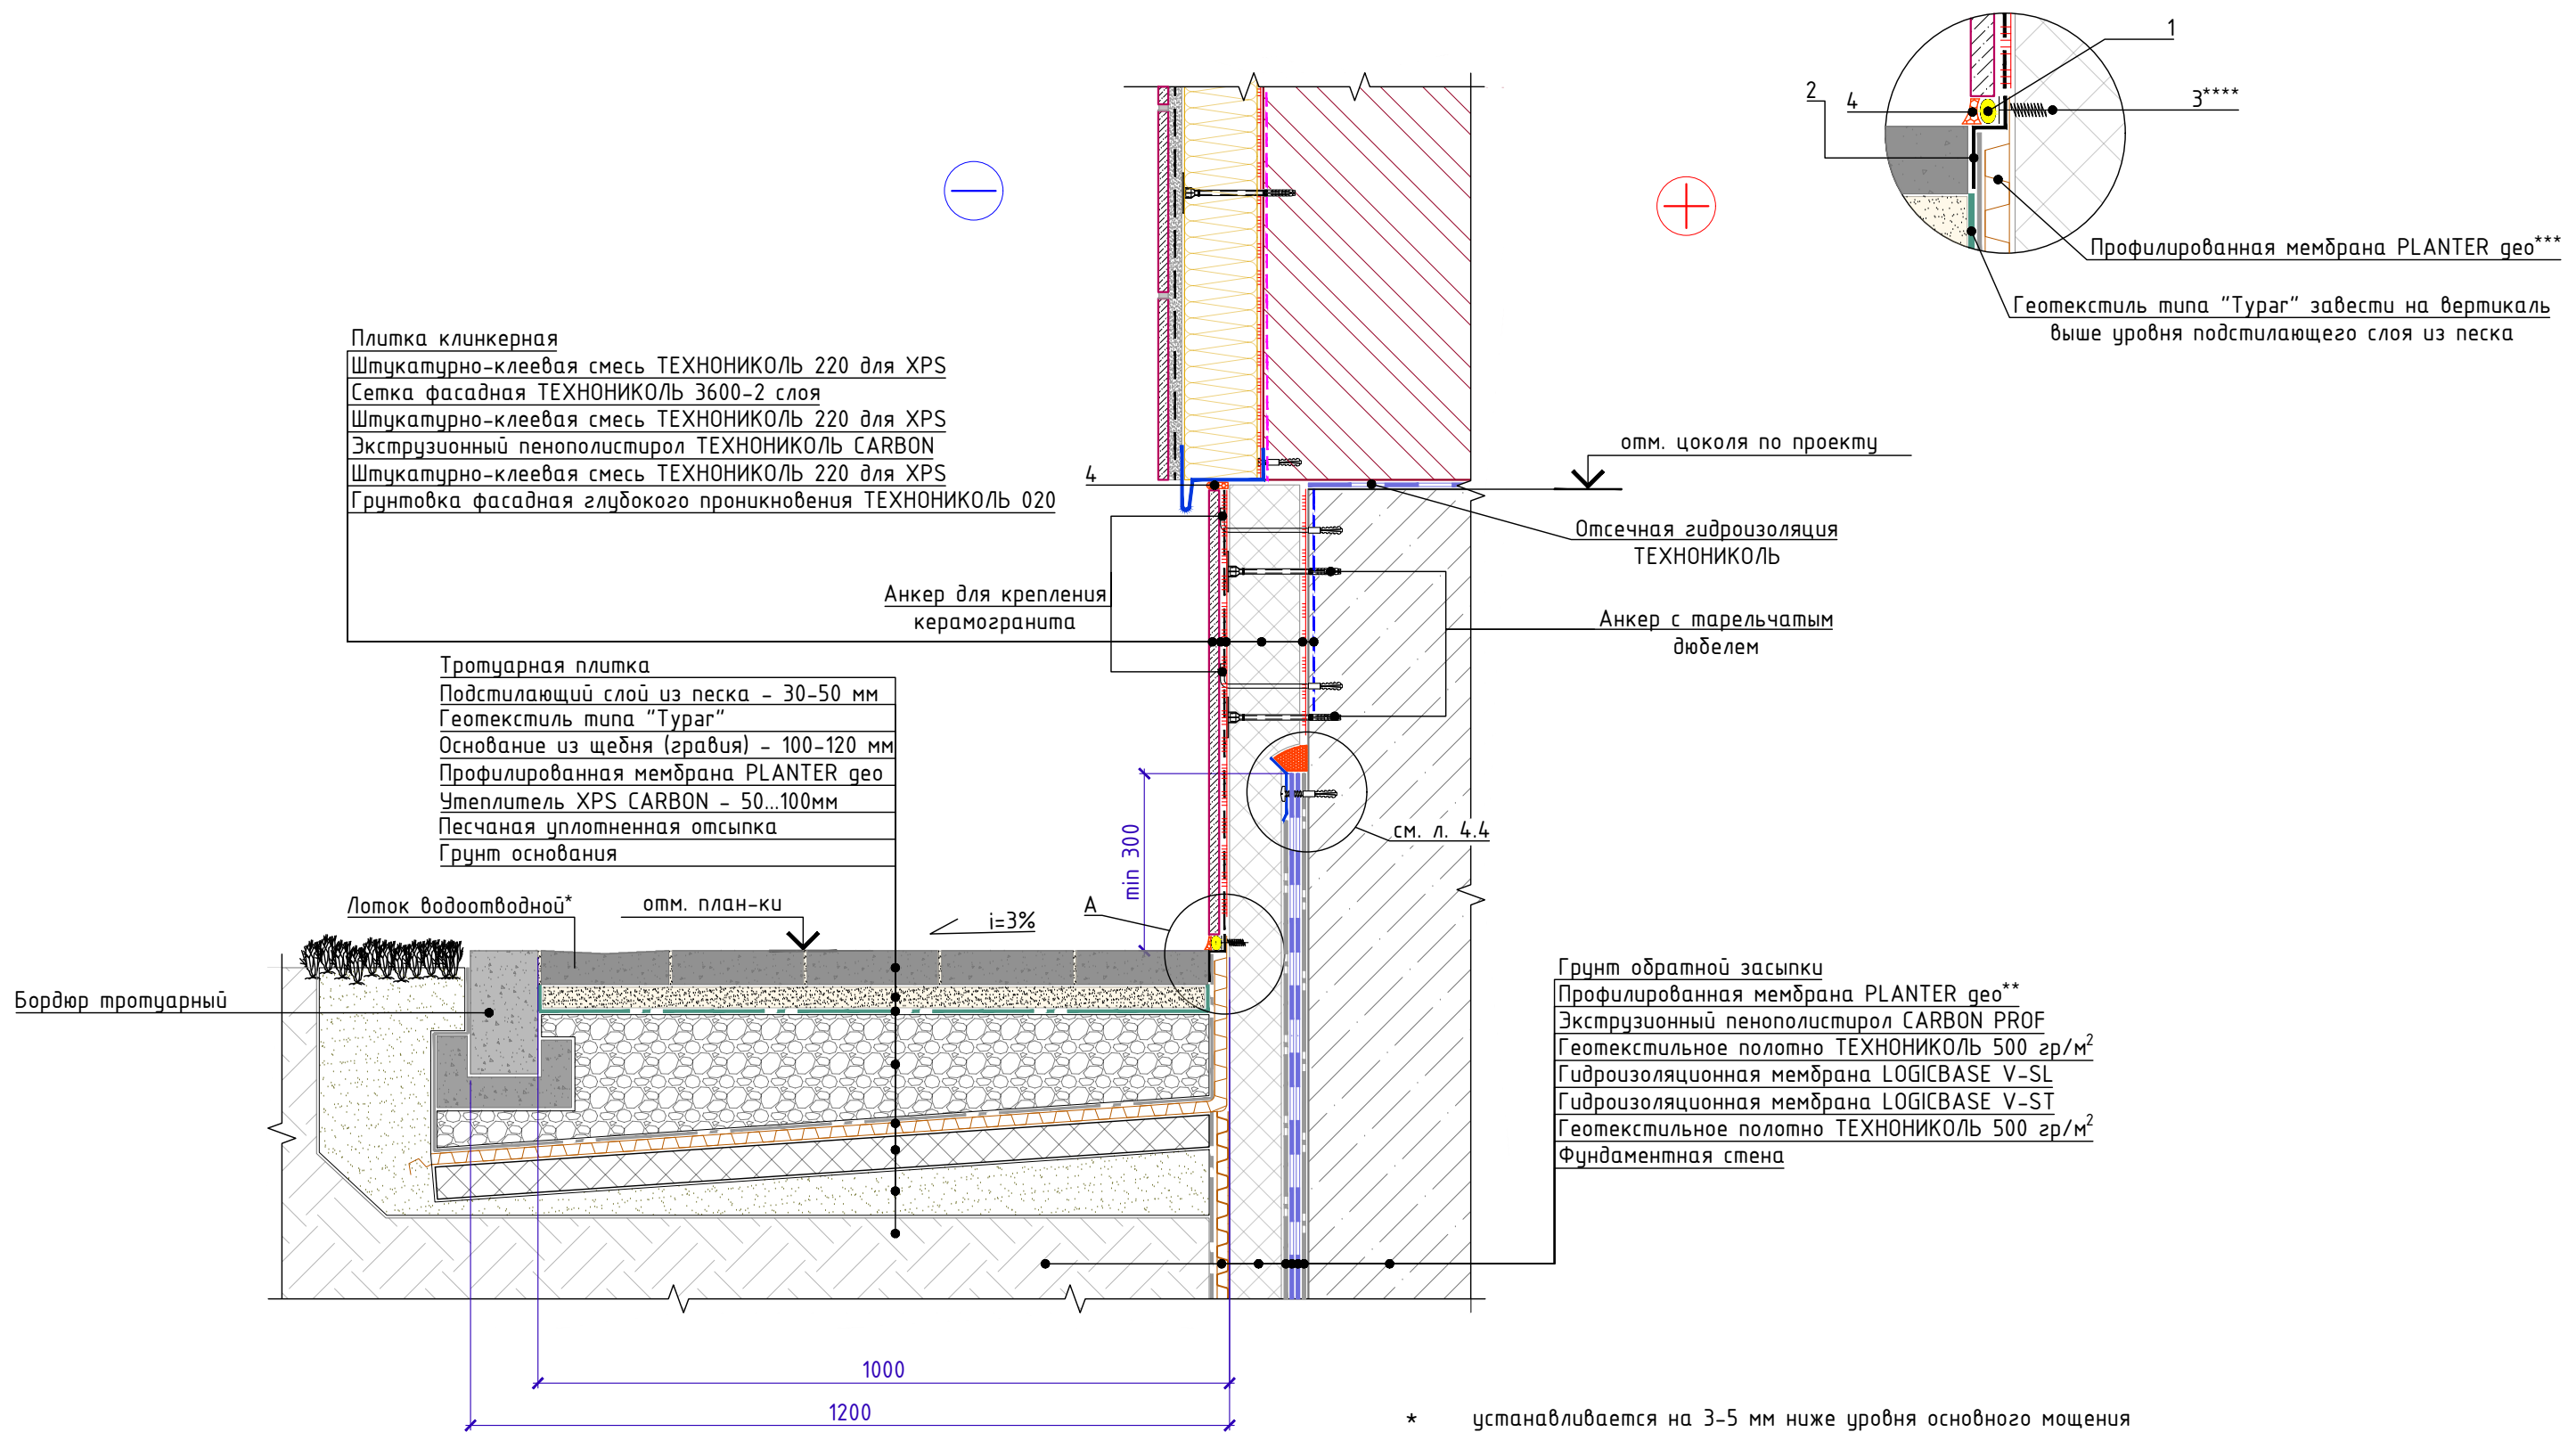 1
2
4
3****
Профилированная мембрана PLANTER geo***
Геотекстиль типа "Typar" завести на вертикаль
выше уровня подстилающего слоя из песка
Плитка клинкерная
Штукатурно-клеевая смесь ТЕХНОНИКОЛЬ 220 для XPS
Сетка фасадная ТЕХНОНИКОЛЬ 3600-2 слоя
Штукатурно-клеевая смесь ТЕХНОНИКОЛЬ 220 для XPS
Экструзионный пенополистирол ТЕХНОНИКОЛЬ CARBON
Штукатурно-клеевая смесь ТЕХНОНИКОЛЬ 220 для XPS
Грунтовка фасадная глубокого проникновения ТЕХНОНИКОЛЬ 020
4
отм. цоколя по проекту
Отсечная гидроизоляция
ТЕХНОНИКОЛЬ
Анкер для крепления
керамогранита
Анкер с тарельчатым
дюбелем
Тротуарная плитка
Подстилающий слой из песка - 30-50 мм
Геотекстиль типа "Typar"
Основание из щебня (гравия) - 100-120 мм
Профилированная мембрана PLANTER geo
Утеплитель XPS CARBON - 50...100мм
Песчаная уплотненная отсыпка
Грунт основания
min 300
см. л. 4.4
Лоток водоотводной*
отм. план-ки
i=3%
А
Бордюр тротуарный
Грунт обратной засыпки
Профилированная мембрана PLANTER geo**
Экструзионный пенополистирол CARBON PROF
Геотекстильное полотно ТЕХНОНИКОЛЬ 500 гр/м²
Гидроизоляционная мембрана LOGICBASE V-SL
Гидроизоляционная мембрана LOGICBASE V-ST
Геотекстильное полотно ТЕХНОНИКОЛЬ 500 гр/м²
Фундаментная стена
1000
1200
* устанавливается на 3-5 мм ниже уровня основного мощения